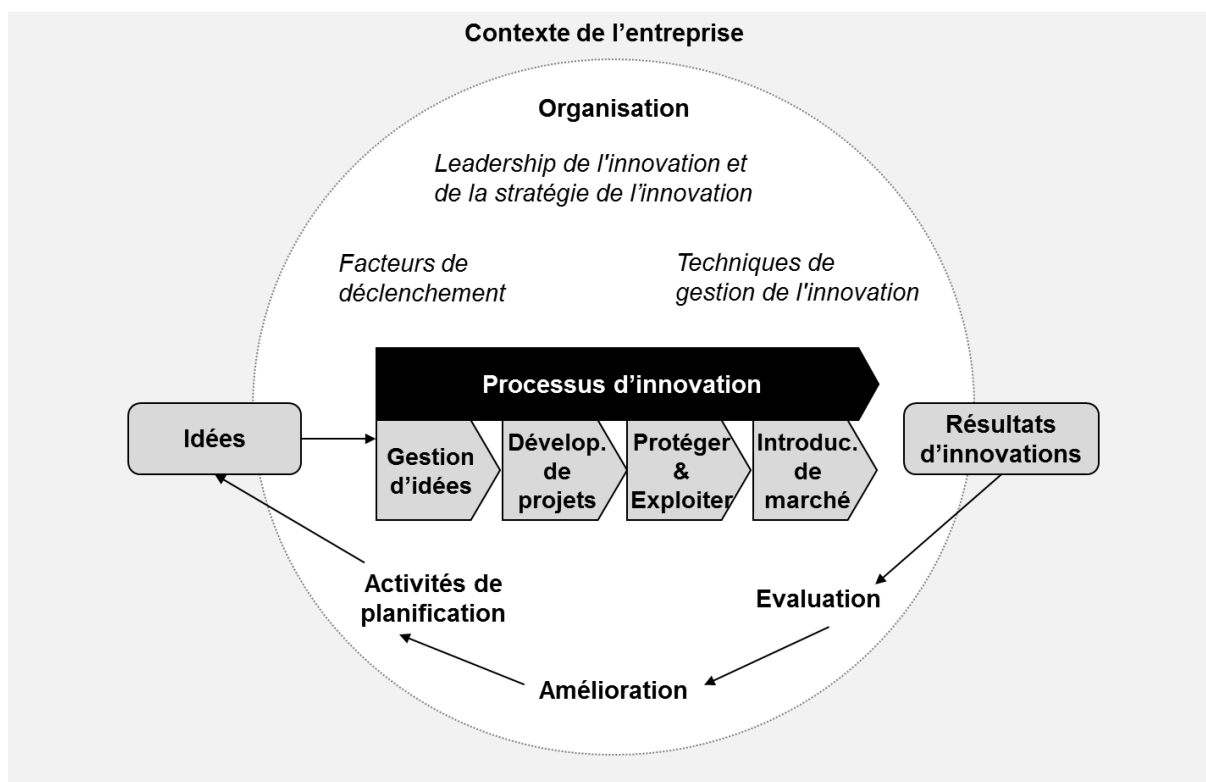 Contexte de l’entreprise
Organisation
Leadership de l'innovation et
de la stratégie de l’innovation
Facteurs de
déclenchement
Techniques de
gestion de l'innovation
Processus d’innovation
Idées
Gestion
d’idées
Dévelop.
de
projets
Protéger
&
Exploiter
Introduc.
de
marché
Résultats
d’innovations
Activités de
planification
Evaluation
Amélioration